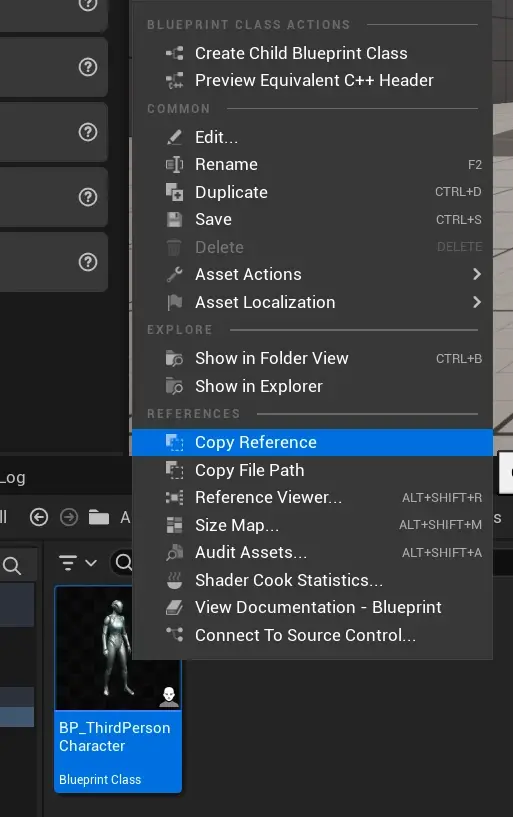 BLUEPRINT CLASS ACTIONS
Create Child Blueprint Class
Preview Equivalent C++ Header
COMMON
Edit...
Rename F2
Duplicate CTRL+D
Save CTRL+S
Delete DELETE
Asset Actions
Asset Localization
EXPLORE
Show in Folder View CTRL+B
Show in Explorer
REFERENCES
Copy Reference
Copy File Path
Log
Reference Viewer... ALT+SHIFT+R
Size Map... ALT+SHIFT+M
Audit Assets... ALT+SHIFT+A
Shader Cook Statistics...
View Documentation - Blueprint
Connect To Source Control...
BP_ThirdPerson
Character
Blueprint Class